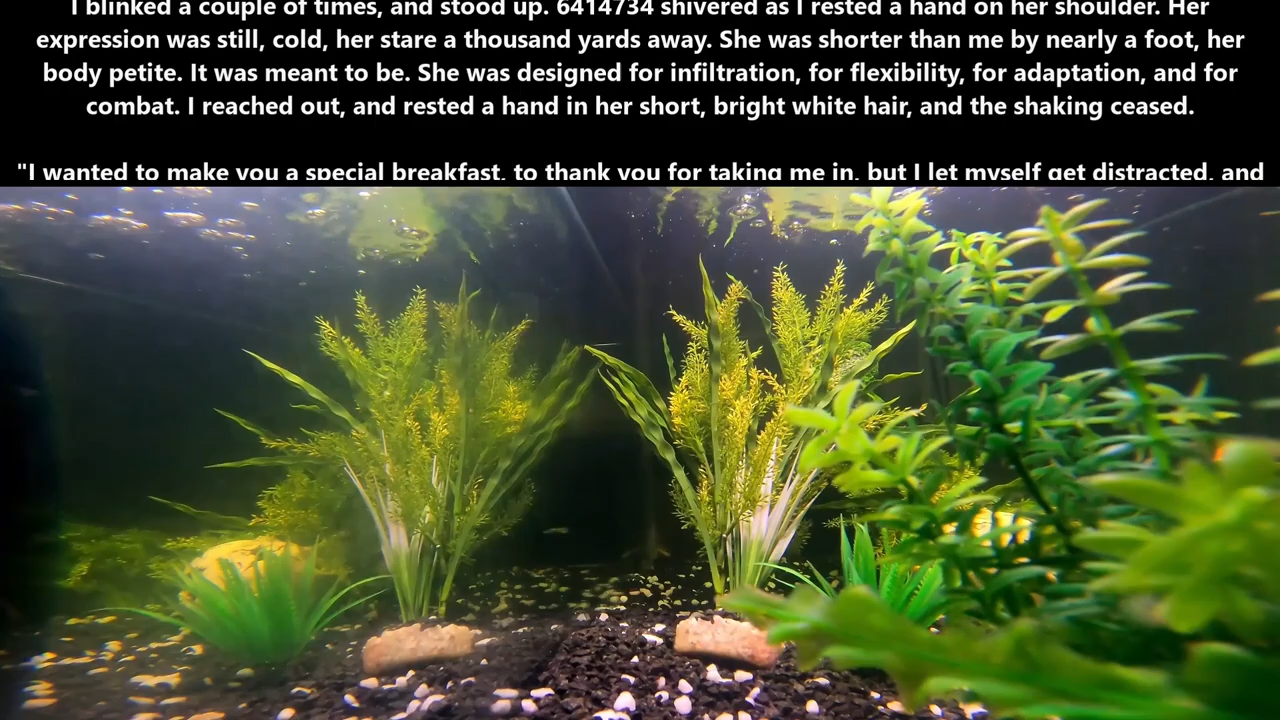 I blinked a couple of times, and stood up. 6414734 shivered as I rested a hand on her shoulder. Her
expression was still, cold, her stare a thousand yards away. She was shorter than me by nearly a foot, her
body petite. It was meant to be. She was designed for infiltration, for flexibility, for adaptation, and for
combat. I reached out, and rested a hand in her short, bright white hair, and the shaking ceased.
"I wanted to make you a special breakfast, to thank you for taking me in, but I let myself get distracted, and